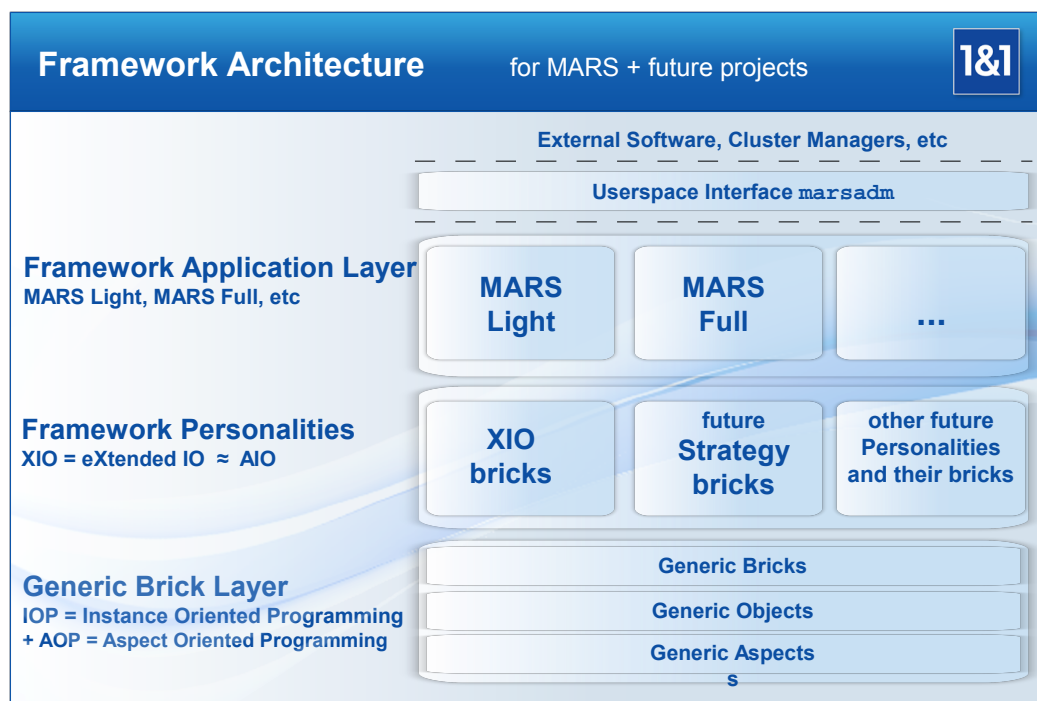 Framework Architecture for MARS + future projects
1&1
External Software, Cluster Managers, etc
Userspace Interface marsadm
Framework Application Layer
MARS Light, MARS Full, etc
MARS
Light
MARS
Full
...
Framework Personalities
XIO = eXtended IO ≈ AIO
XIO
bricks
future
Strategy
bricks
other future
Personalities
and their bricks
Generic Brick Layer
IOP = Instance Oriented Programming
+ AOP = Aspect Oriented Programming
Generic Bricks
Generic Objects
Generic Aspects
s